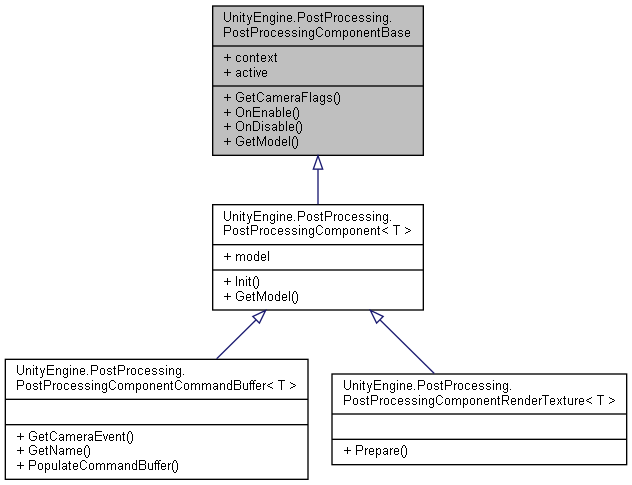 UnityEngine.PostProcessing.
PostProcessingComponentBase
+ context
+ active
+ GetCameraFlags()
+ OnEnable()
+ OnDisable()
+ GetModel()
UnityEngine.PostProcessing.
PostProcessingComponent< T >
+ model
+ Init()
+ GetModel()
UnityEngine.PostProcessing.
PostProcessingComponentCommandBuffer< T >
+ GetCameraEvent()
+ GetName()
+ PopulateCommandBuffer()
UnityEngine.PostProcessing.
PostProcessingComponentRenderTexture< T >
+ Prepare()